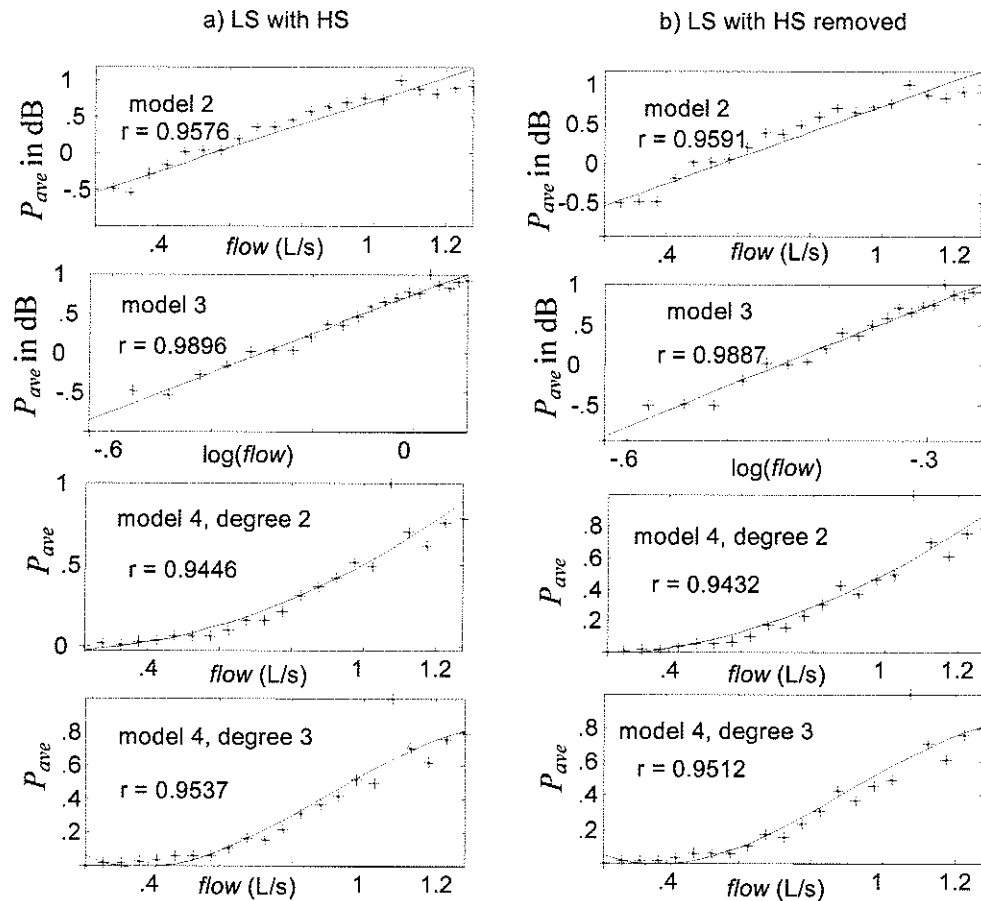 a) LS with HS
b) LS with HS removed
P_ave in dB
1
0
-.5
model 2
r = 0.9576
.4
flow (L/s)
1
1.2
P_ave in dB
1
0.5
0
-0.5
model 2
r = 0.9591
.4
flow (L/s)
1
1.2
P_ave in dB
1
.5
0
-.5
model 3
r = 0.9896
-.6
log(flow)
0
P_ave in dB
1
.5
0
-.5
model 3
r = 0.9887
-.6
log(flow)
-.3
P_ave
1
.5
0
model 4, degree 2
r = 0.9446
.4
flow (L/s)
1
1.2
P_ave
.8
.6
.4
.2
model 4, degree 2
r = 0.9432
.4
flow (L/s)
1
1.2
P_ave
.8
.6
.4
.2
model 4, degree 3
r = 0.9537
.4
flow (L/s)
1
1.2
P_ave
.8
.6
.4
.2
model 4, degree 3
r = 0.9512
.4
flow (L/s)
1
1.2